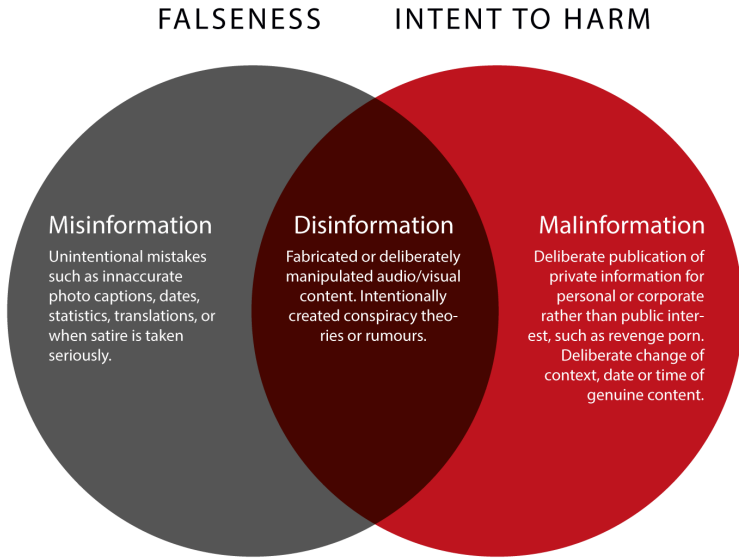 FALSENESS
INTENT TO HARM
Misinformation
Unintentional mistakes
such as innaccurate
photo captions, dates,
statistics, translations, or
when satire is taken
seriously.
Disinformation
Fabricated or deliberately
manipulated audio/visual
content. Intentionally
created conspiracy theo-
ries or rumours.
Malinformation
Deliberate publication of
private information for
personal or corporate
rather than public inter-
est, such as revenge porn.
Deliberate change of
context, date or time of
genuine content.